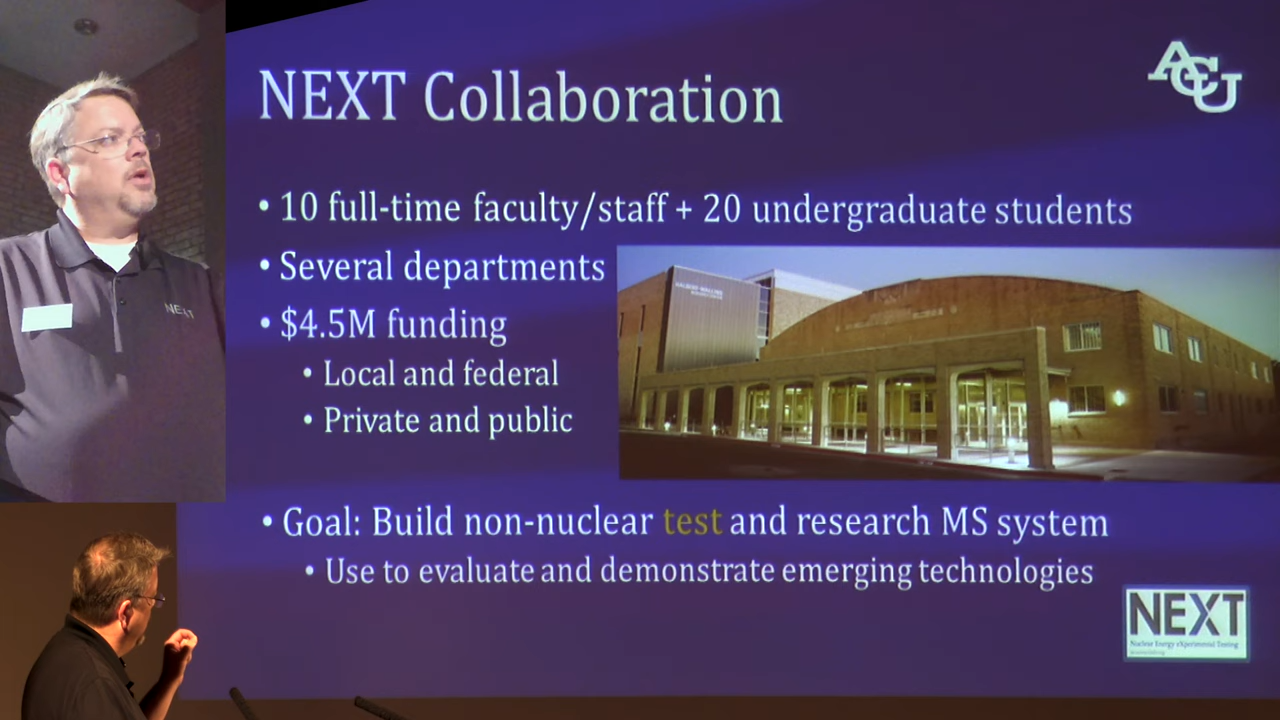 NEXT Collaboration
ACU
• 10 full-time faculty/staff + 20 undergraduate students
• Several departments
• $4.5M funding
• Local and federal
• Private and public
• Goal: Build non-nuclear test and research MS system
• Use to evaluate and demonstrate emerging technologies
NEXT
NEXT
Nuclear Energy eXperimental Testing